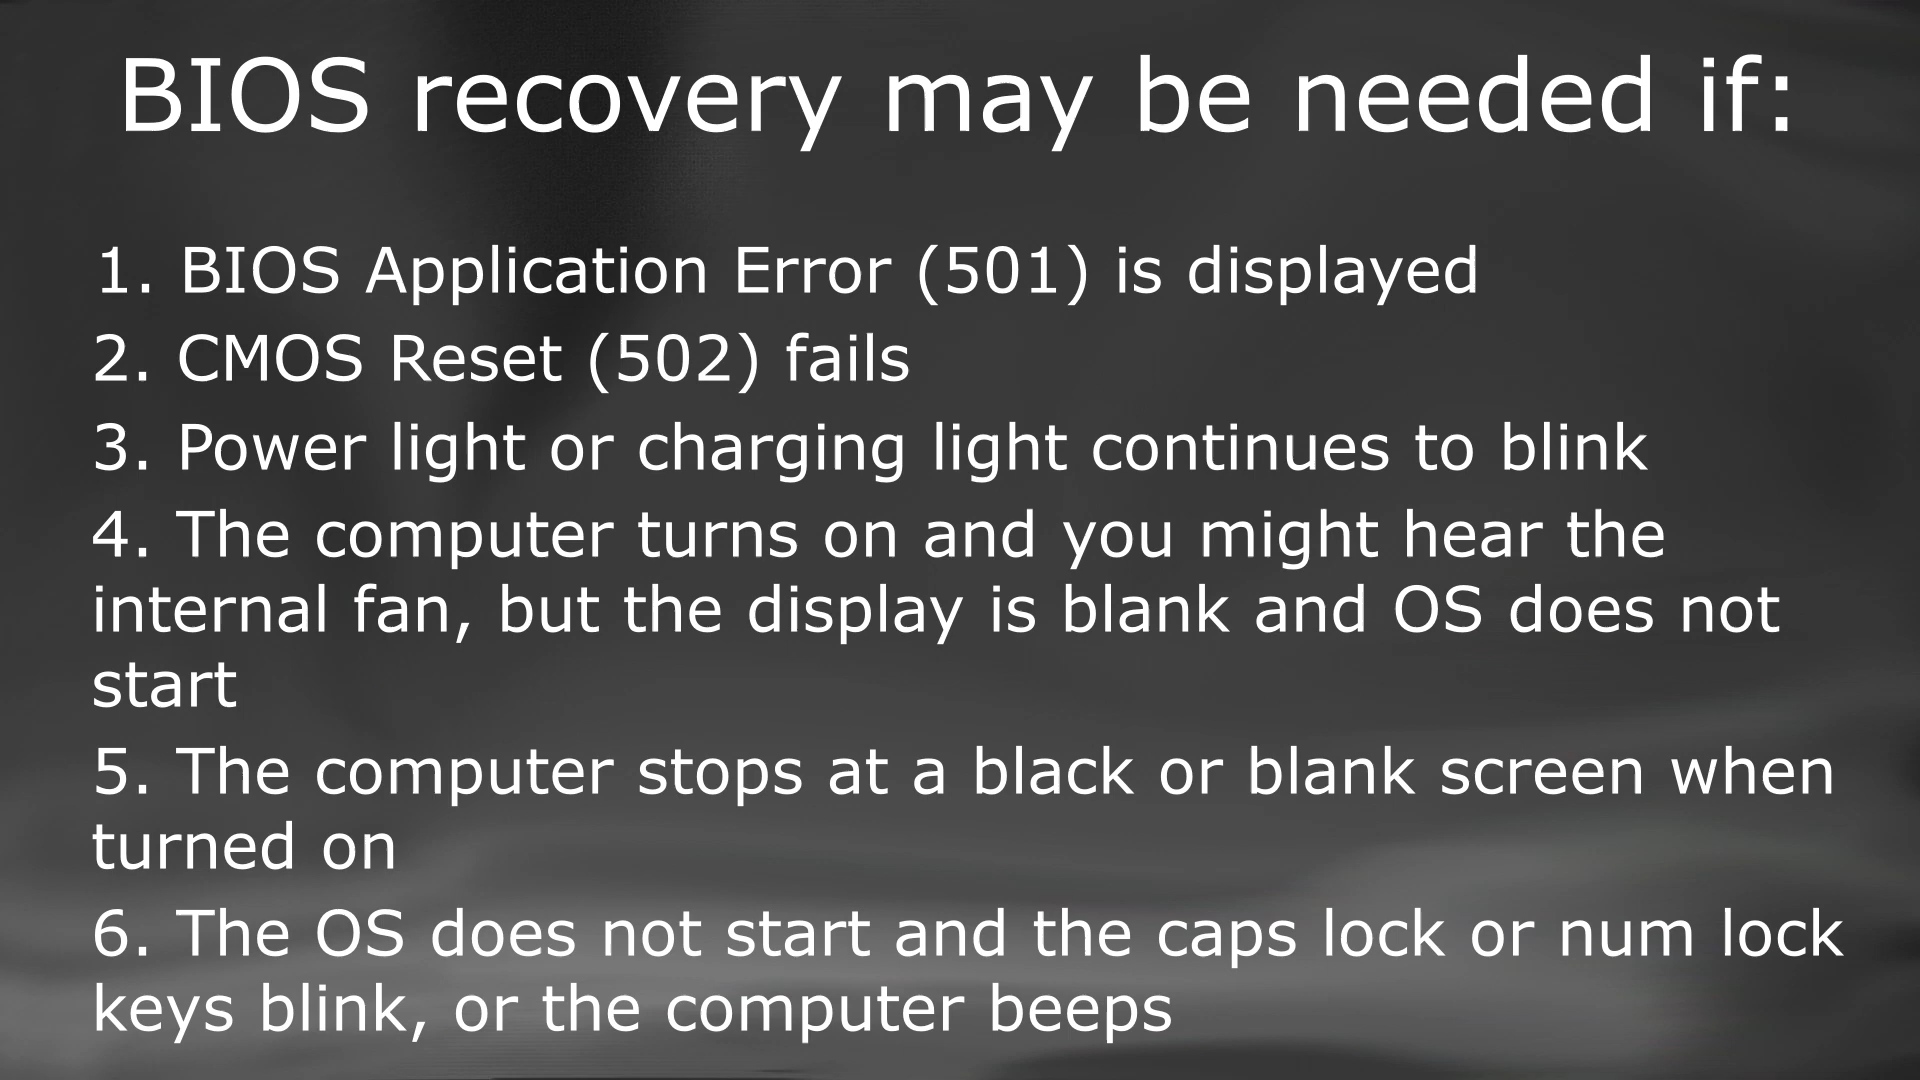 BIOS recovery may be needed if:
1. BIOS Application Error (501) is displayed
2. CMOS Reset (502) fails
3. Power light or charging light continues to blink
4. The computer turns on and you might hear the
internal fan, but the display is blank and OS does not
start
5. The computer stops at a black or blank screen when
turned on
6. The OS does not start and the caps lock or num lock
keys blink, or the computer beeps